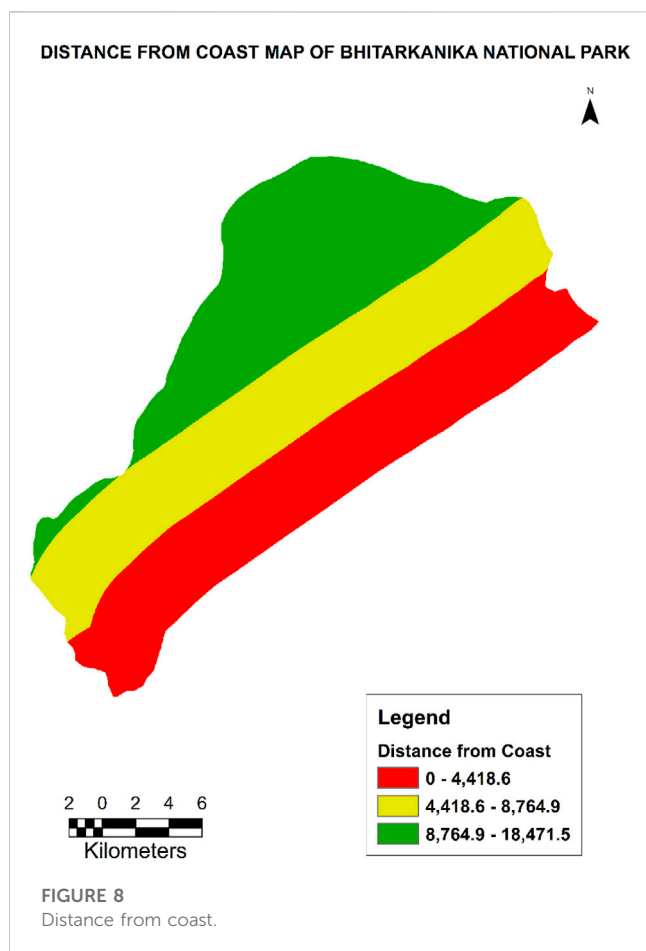 DISTANCE FROM COAST MAP OF BHITARKANIKA NATIONAL PARK
N
Legend
Distance from Coast
0 - 4,418.6
4,418.6 - 8,764.9
8,764.9 - 18,471.5
2 0 2 4 6
Kilometers
FIGURE 8
Distance from coast.